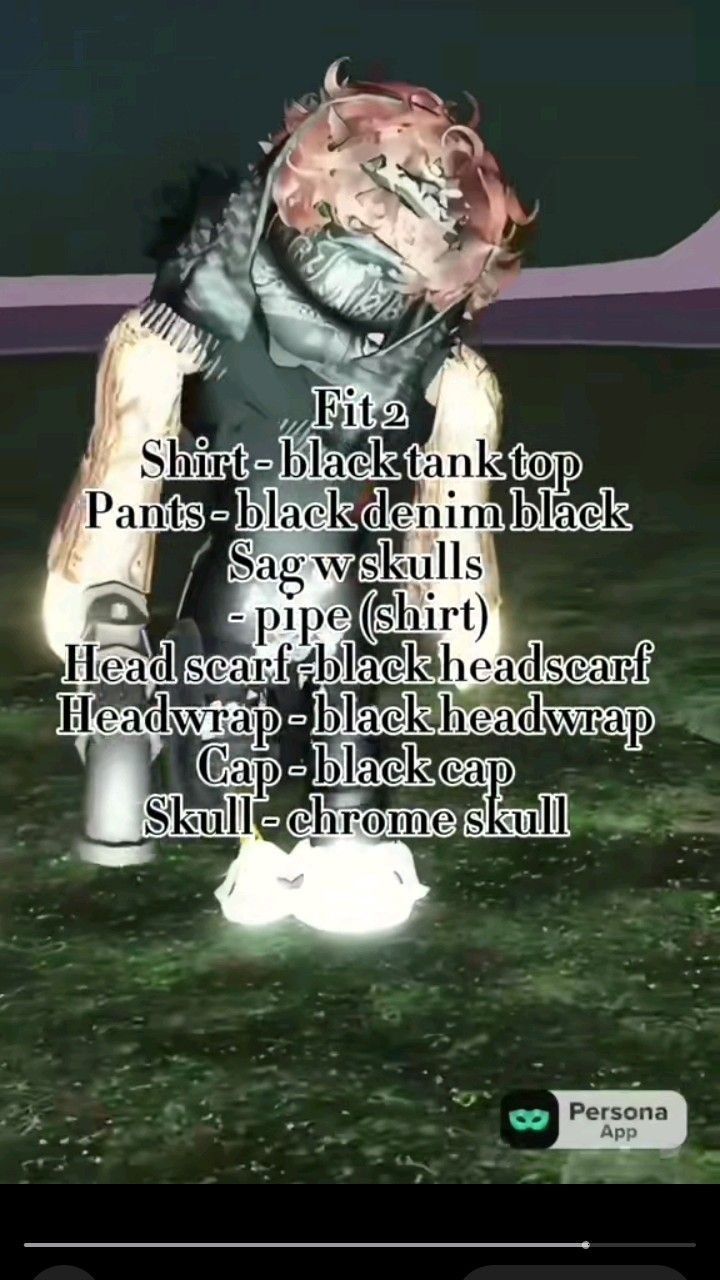 Fit 2
Shirt - black tank top
Pants - black denim black
Sag w skulls
- pipe (shirt)
Head scarf -black headscarf
Headwrap - black headwrap
Cap - black cap
Skull - chrome skull
Persona
App